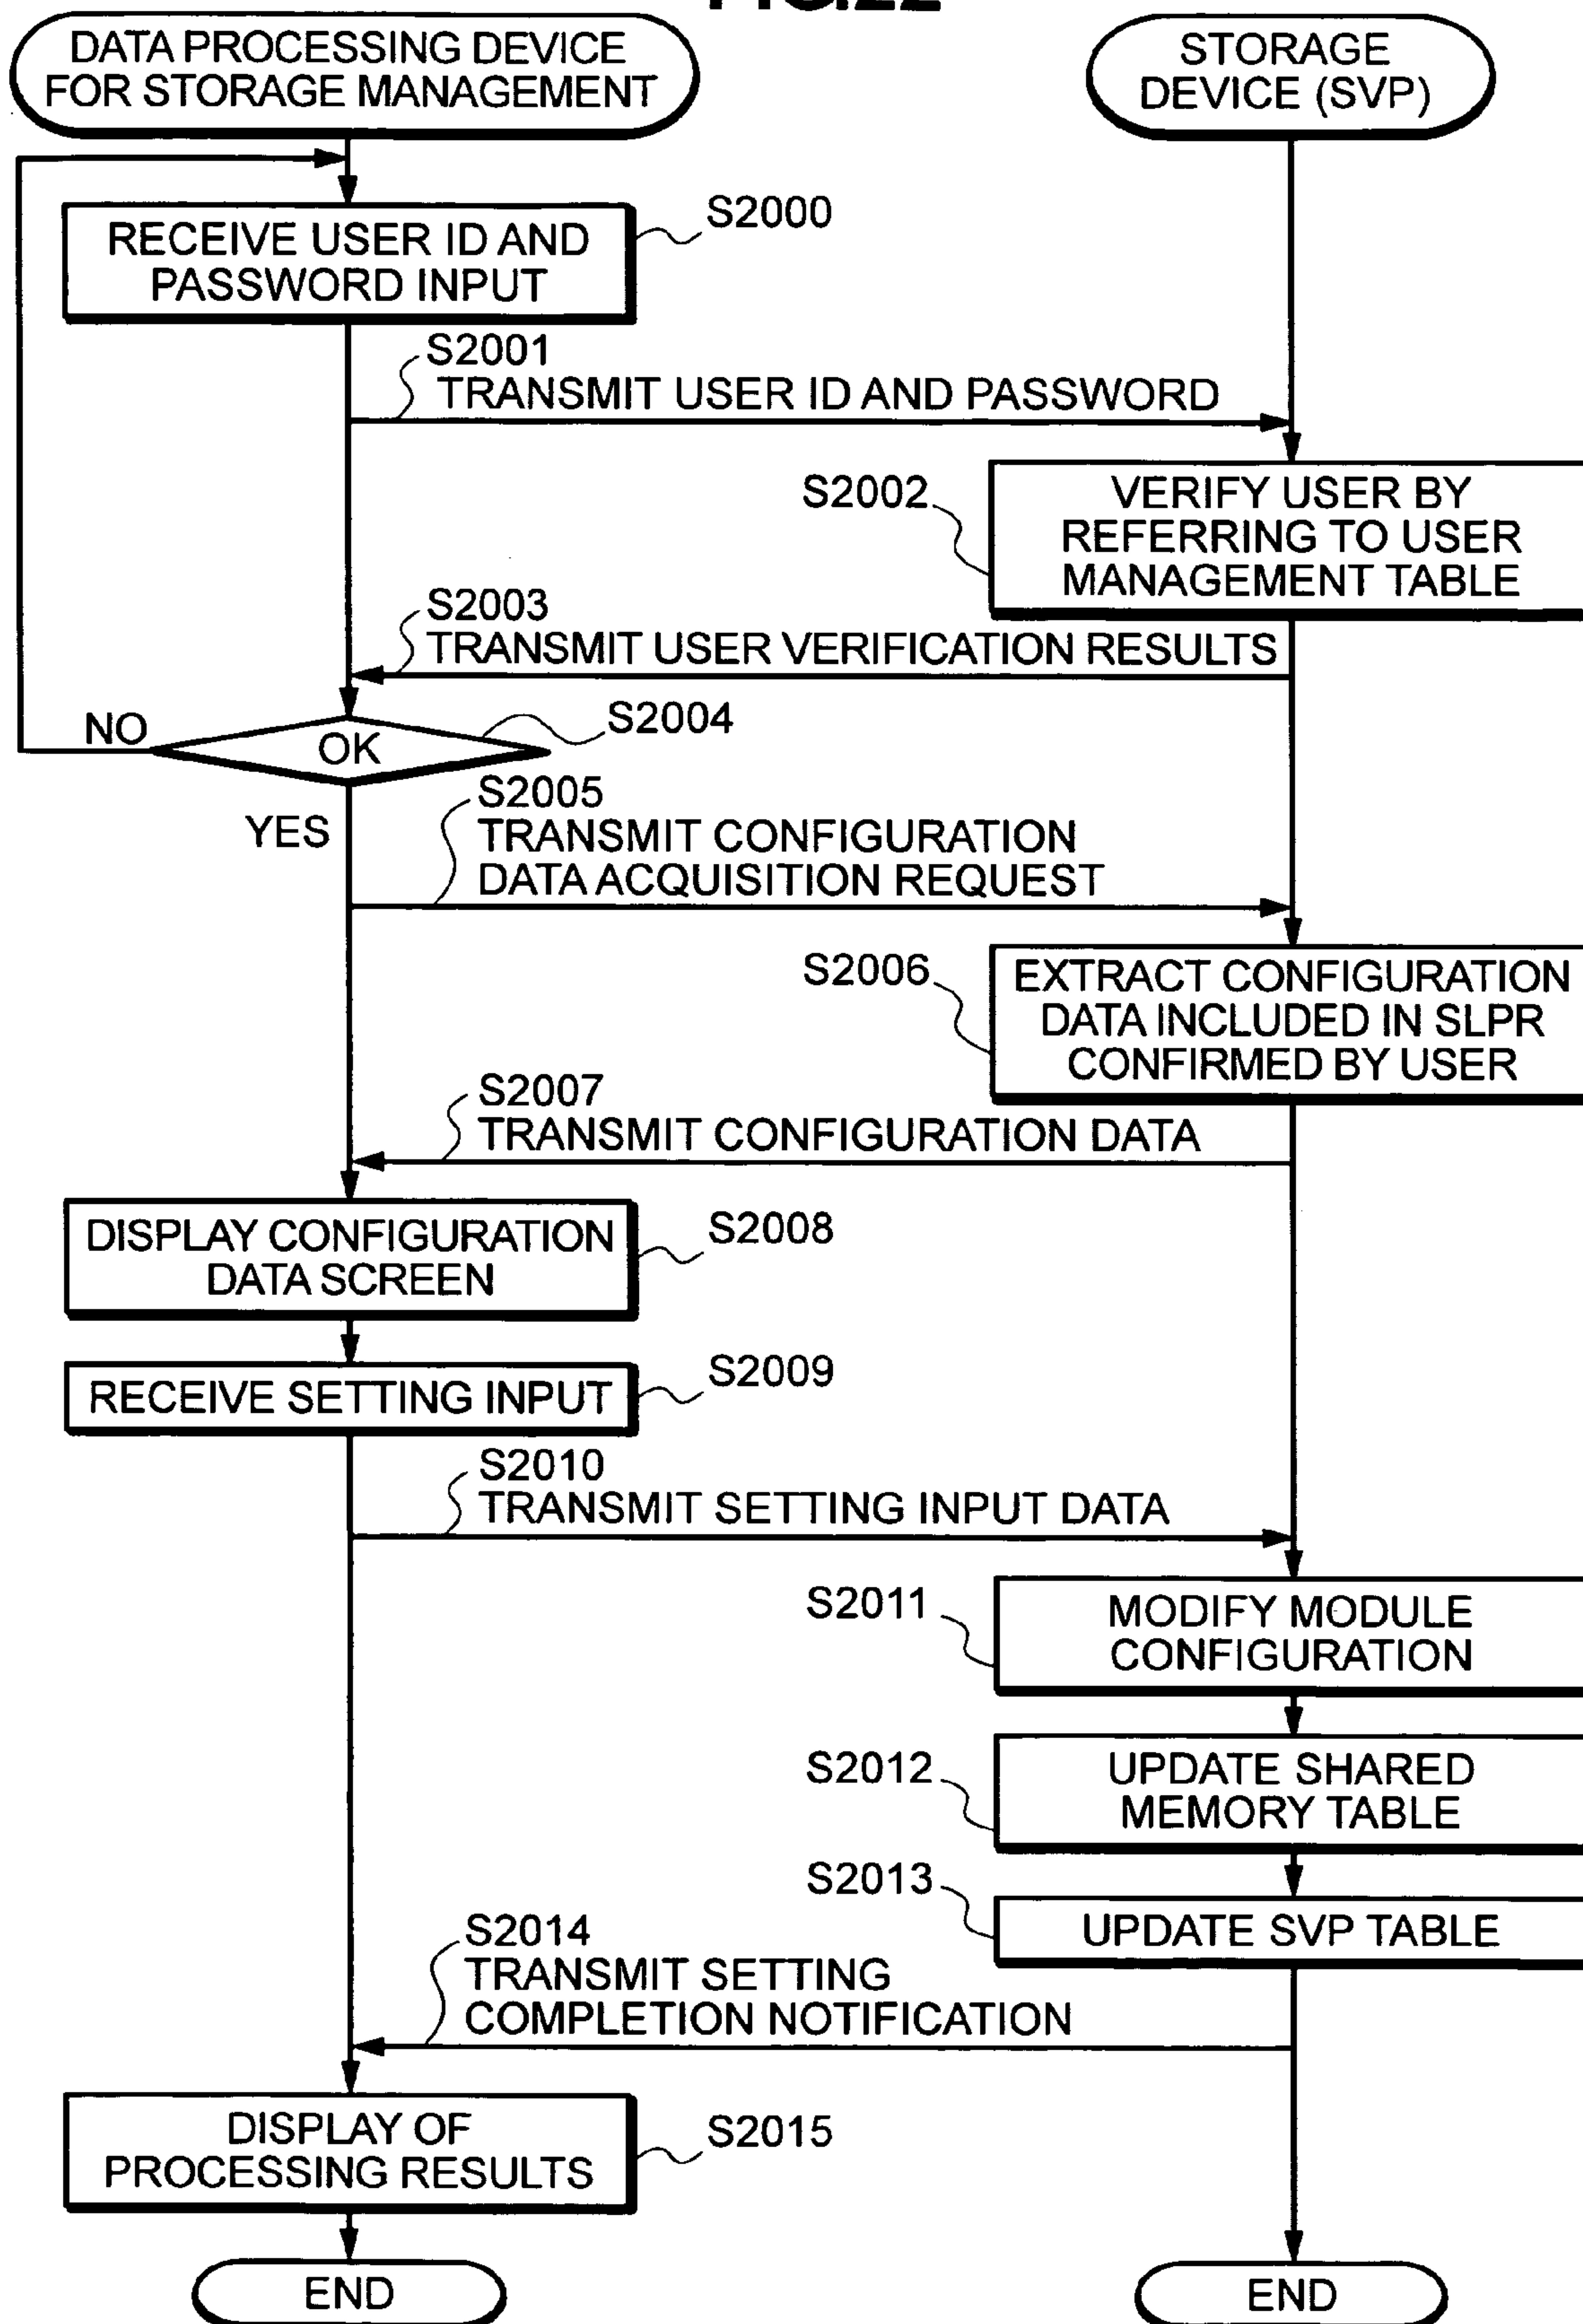 DATA PROCESSING DEVICE
FOR STORAGE MANAGEMENT
STORAGE
DEVICE (SVP)
S2000
RECEIVE USER ID AND
PASSWORD INPUT
S2001
TRANSMIT USER ID AND PASSWORD
S2002
VERIFY USER BY
REFERRING TO USER
MANAGEMENT TABLE
S2003
TRANSMIT USER VERIFICATION RESULTS
S2004
NO
OK
YES
S2005
TRANSMIT CONFIGURATION
DATA ACQUISITION REQUEST
S2006
EXTRACT CONFIGURATION
DATA INCLUDED IN SLPR
CONFIRMED BY USER
S2007
TRANSMIT CONFIGURATION DATA
S2008
DISPLAY CONFIGURATION
DATA SCREEN
S2009
RECEIVE SETTING INPUT
S2010
TRANSMIT SETTING INPUT DATA
S2011
MODIFY MODULE
CONFIGURATION
S2012
UPDATE SHARED
MEMORY TABLE
S2013
UPDATE SVP TABLE
S2014
TRANSMIT SETTING
COMPLETION NOTIFICATION
S2015
DISPLAY OF
PROCESSING RESULTS
END
END